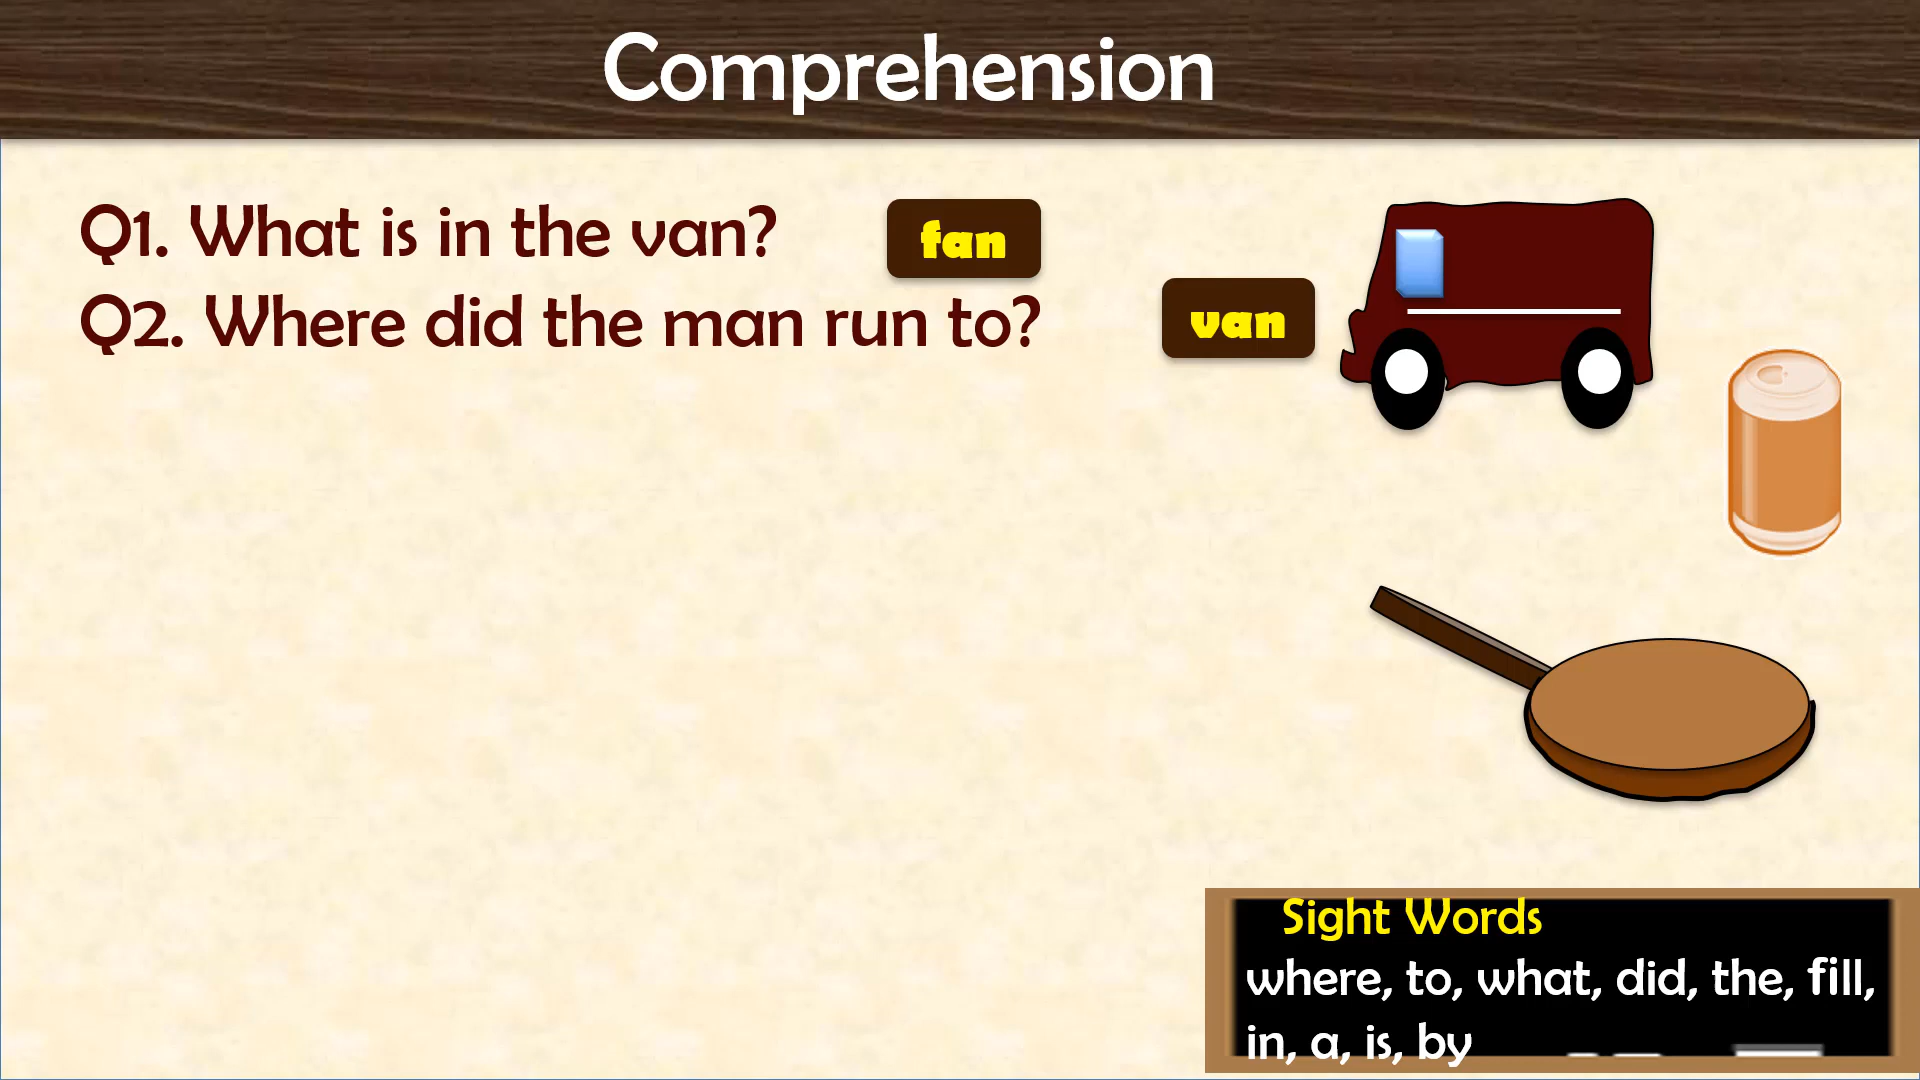 Comprehension
Q1. What is in the van?
fan
Q2. Where did the man run to?
van
Sight Words
where, to, what, did, the, fill,
in, a, is, by